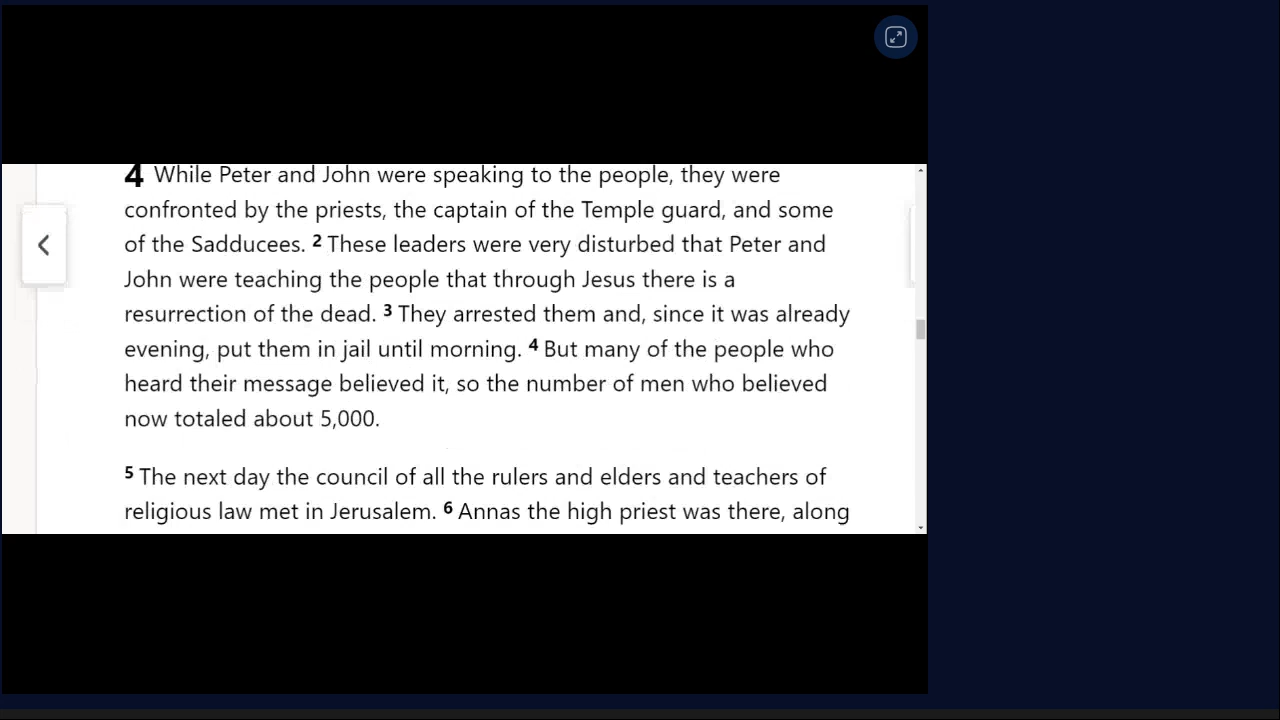 4 While Peter and John were speaking to the people, they were
confronted by the priests, the captain of the Temple guard, and some
of the Sadducees. 2 These leaders were very disturbed that Peter and
John were teaching the people that through Jesus there is a
resurrection of the dead. 3 They arrested them and, since it was already
evening, put them in jail until morning. 4 But many of the people who
heard their message believed it, so the number of men who believed
now totaled about 5,000.
5 The next day the council of all the rulers and elders and teachers of
religious law met in Jerusalem. 6 Annas the high priest was there, along